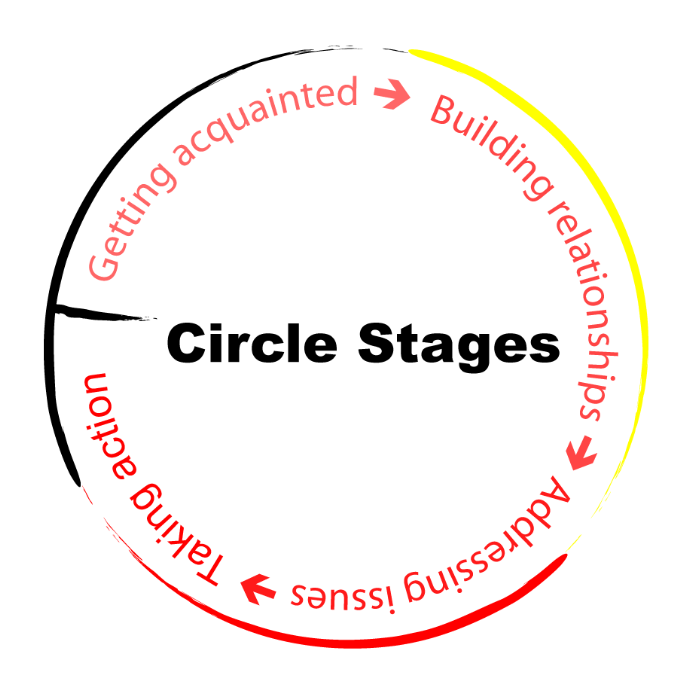 Circle Stages
Getting acquainted ➔
Building relationships ➔
Addressing issues ➔
Taking action